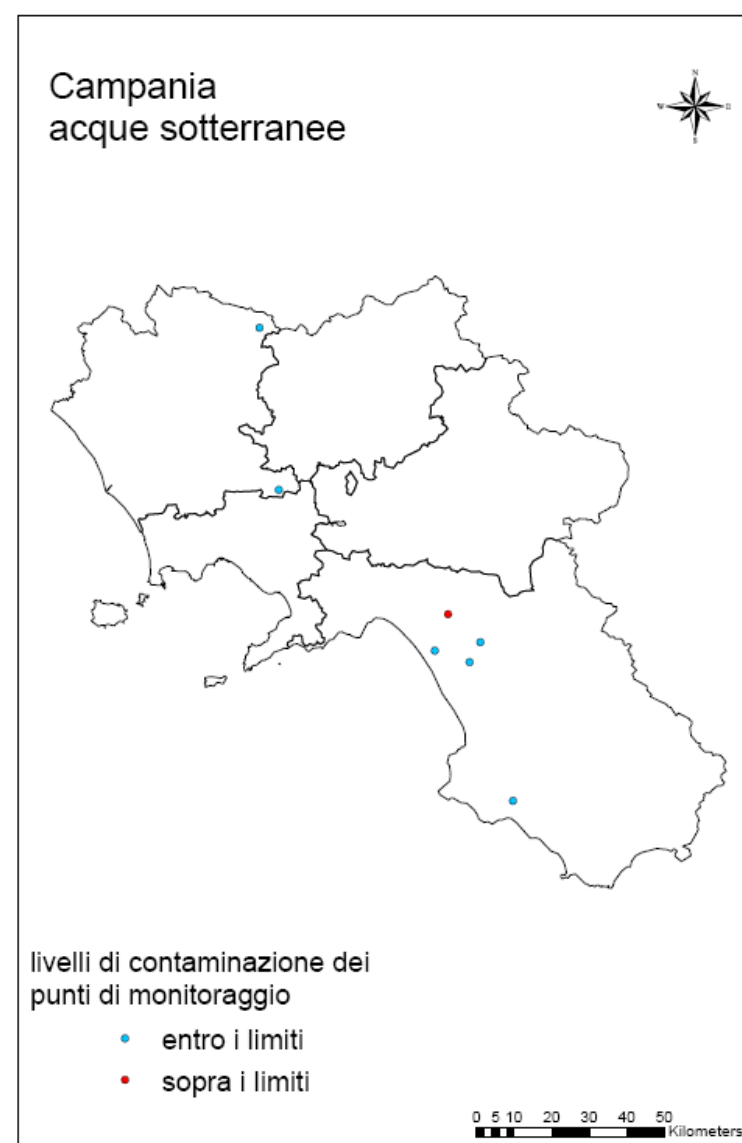 Campania
acque sotterranee
N
W
E
S
livelli di contaminazione dei
punti di monitoraggio
entro i limiti
sopra i limiti
0 5 10 20 30 40 50
Kilometers